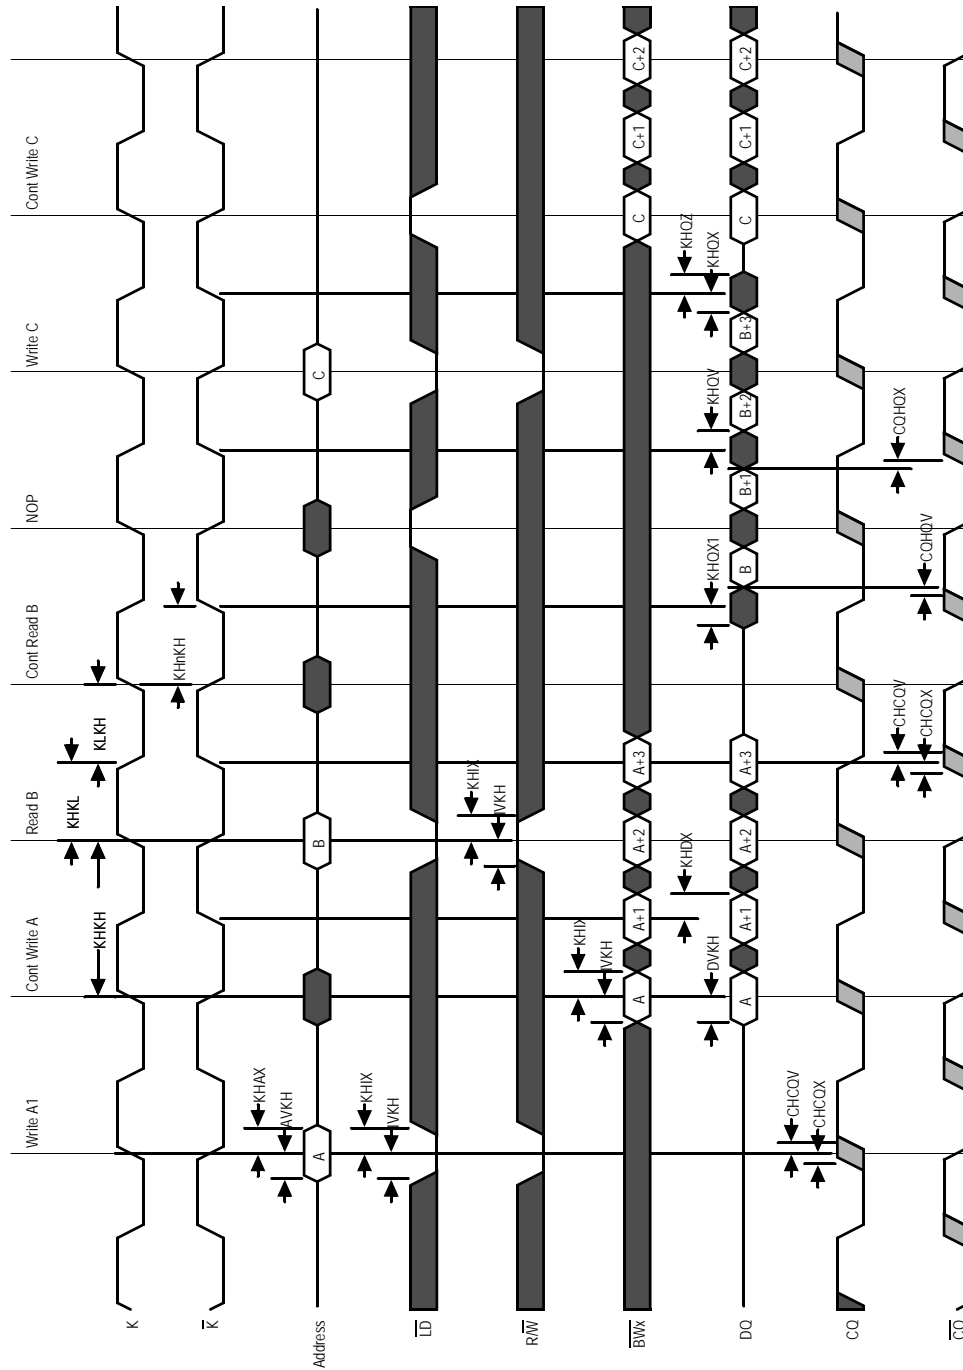 Write A1
Cont Write A
Read B
Cont Read B
NOP
Write C
Cont Write C
K
KHKH
KHKL
KLKH
K
KHnKH
Address
A
B
C
KHAX
AVKH
LD
KHIX
IVKH
R/W
KHIX
IVKH
BWx
A
A+1
A+2
A+3
C
C+1
C+2
KHIX
IVKH
DQ
A
A+1
A+2
A+3
B
B+1
B+2
B+3
C
C+1
C+2
DVKH
KHDX
KHQX1
KHQV
KHQX
KHQZ
CQ
CHCQV
CHCQX
CQ
CHCQV
CHCQX
CQHQV
CQHQX